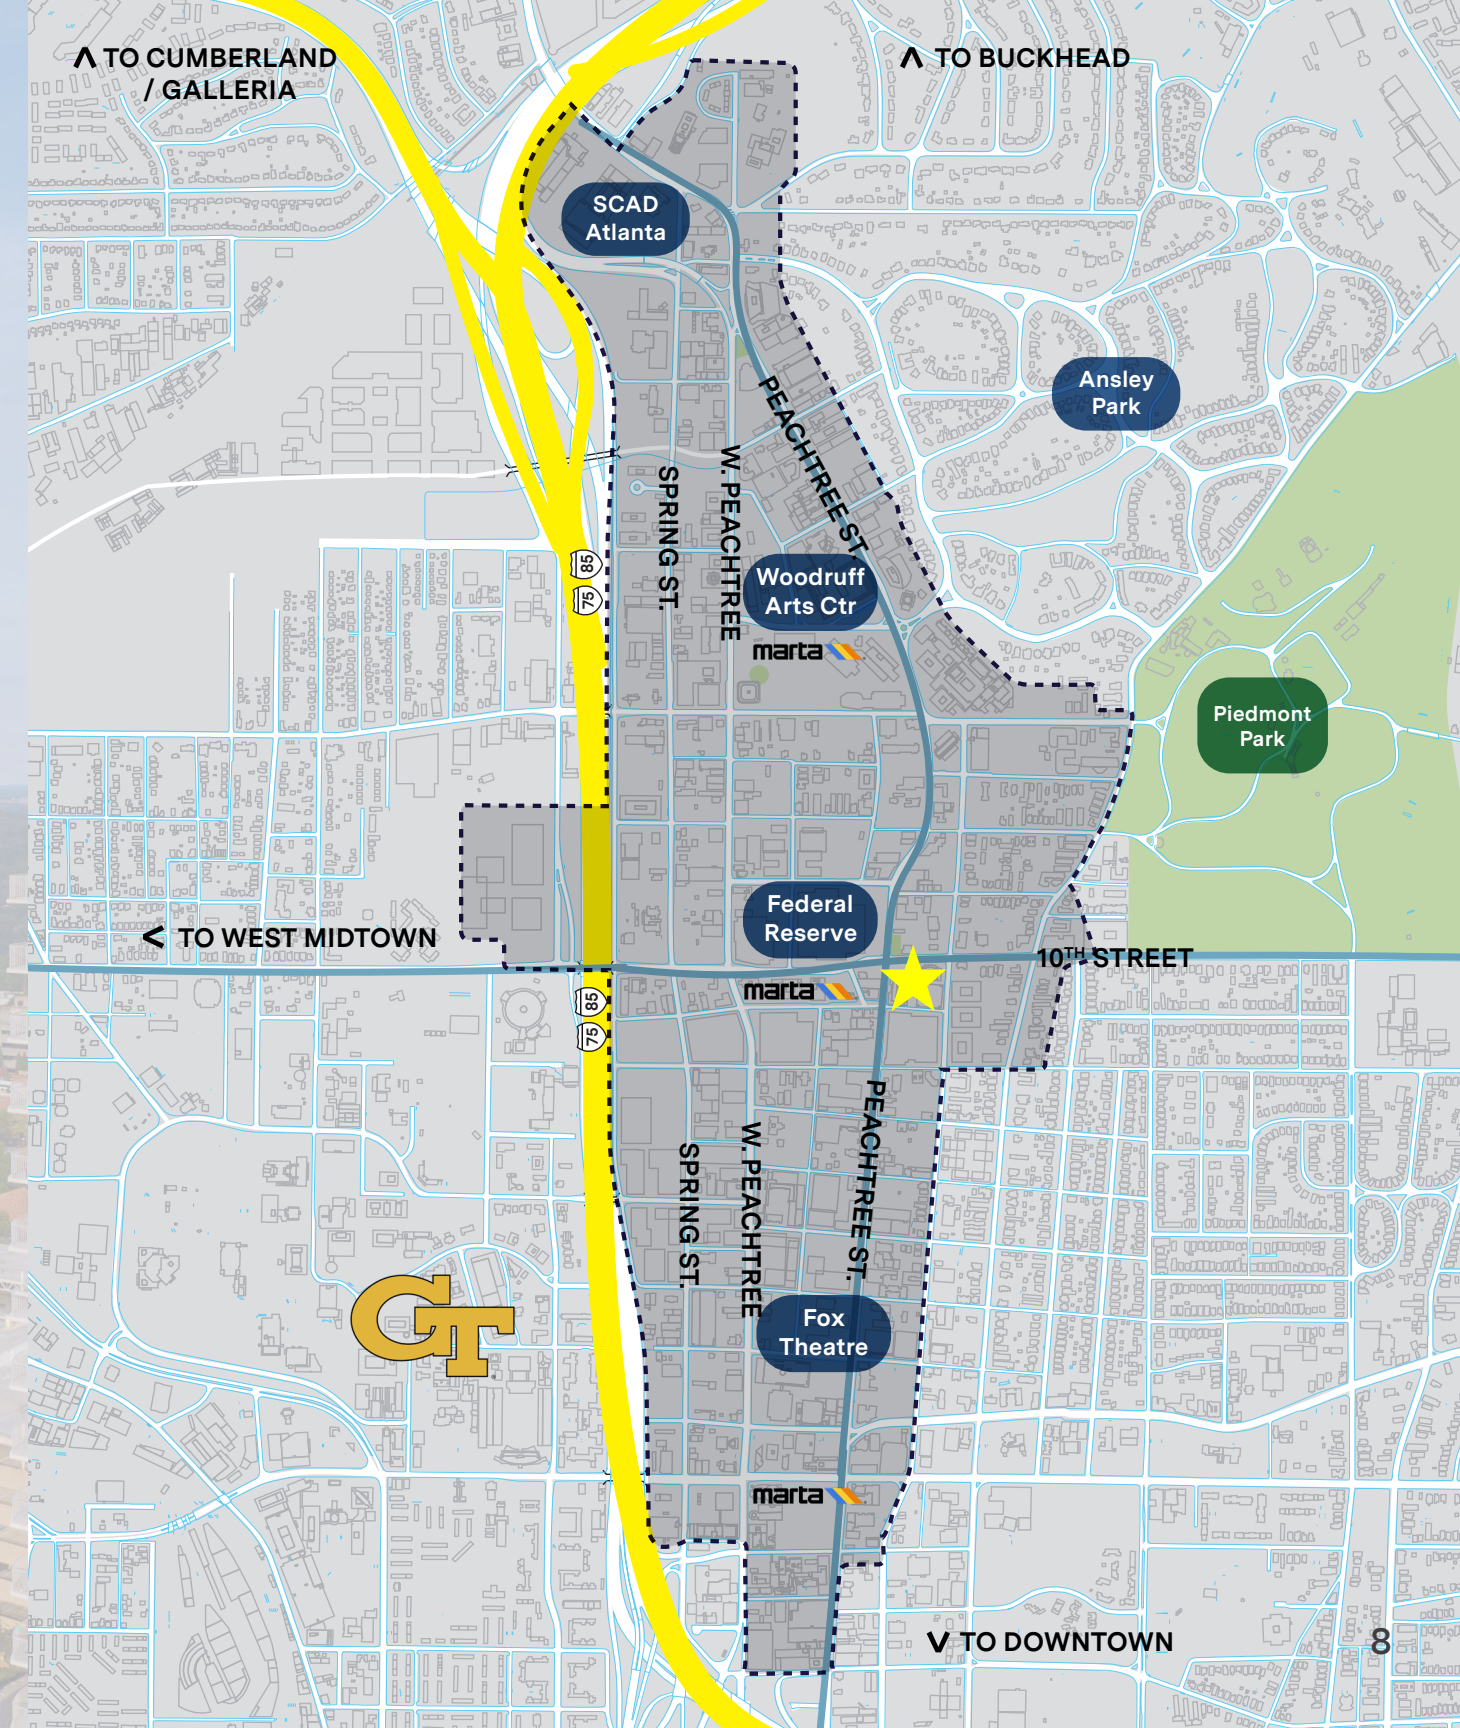 ꓥ TO CUMBERLAND
/ GALLERIA
ꓥ TO BUCKHEAD
SCAD
Atlanta
Ansley
Park
PEACHTREE ST.
W. PEACHTREE
SPRING ST.
85
75
Woodruff
Arts Ctr
marta
Piedmont
Park
Federal
Reserve
< TO WEST MIDTOWN
10TH STREET
marta
85
75
PEACHTREE ST.
W. PEACHTREE
SPRING ST.
GT
Fox
Theatre
marta
V TO DOWNTOWN
8